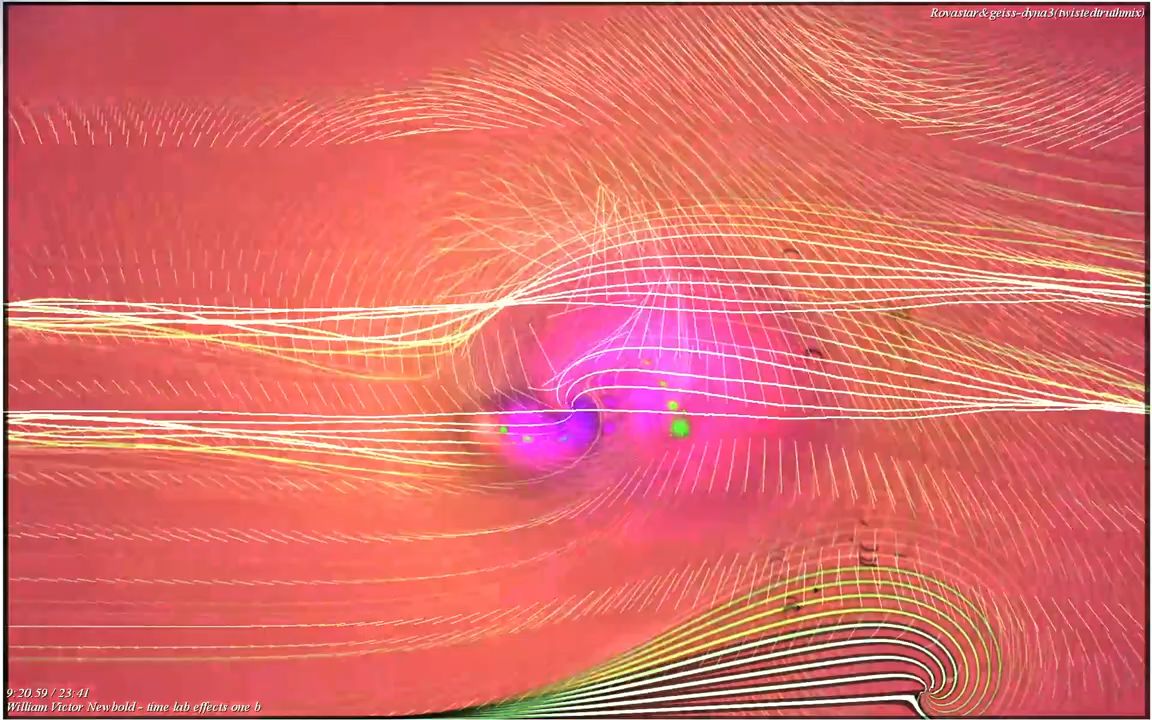 Rovastar&geiss-dyna3(twistedtruthmix)
9:20.59 / 23:41
William Victor Newbold - time lab effects one b